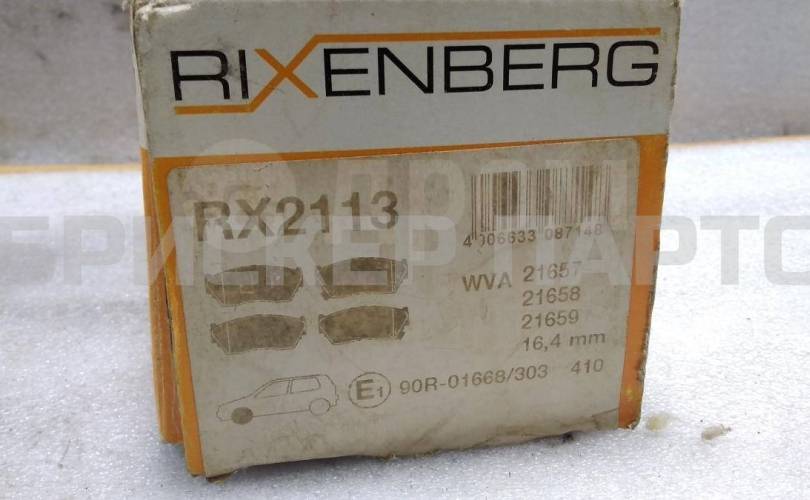 RIXENBERG
RX2113
4 006633 087148
WVA 21657
21658
21659
16,4 mm
E1 90R-01668/303 410